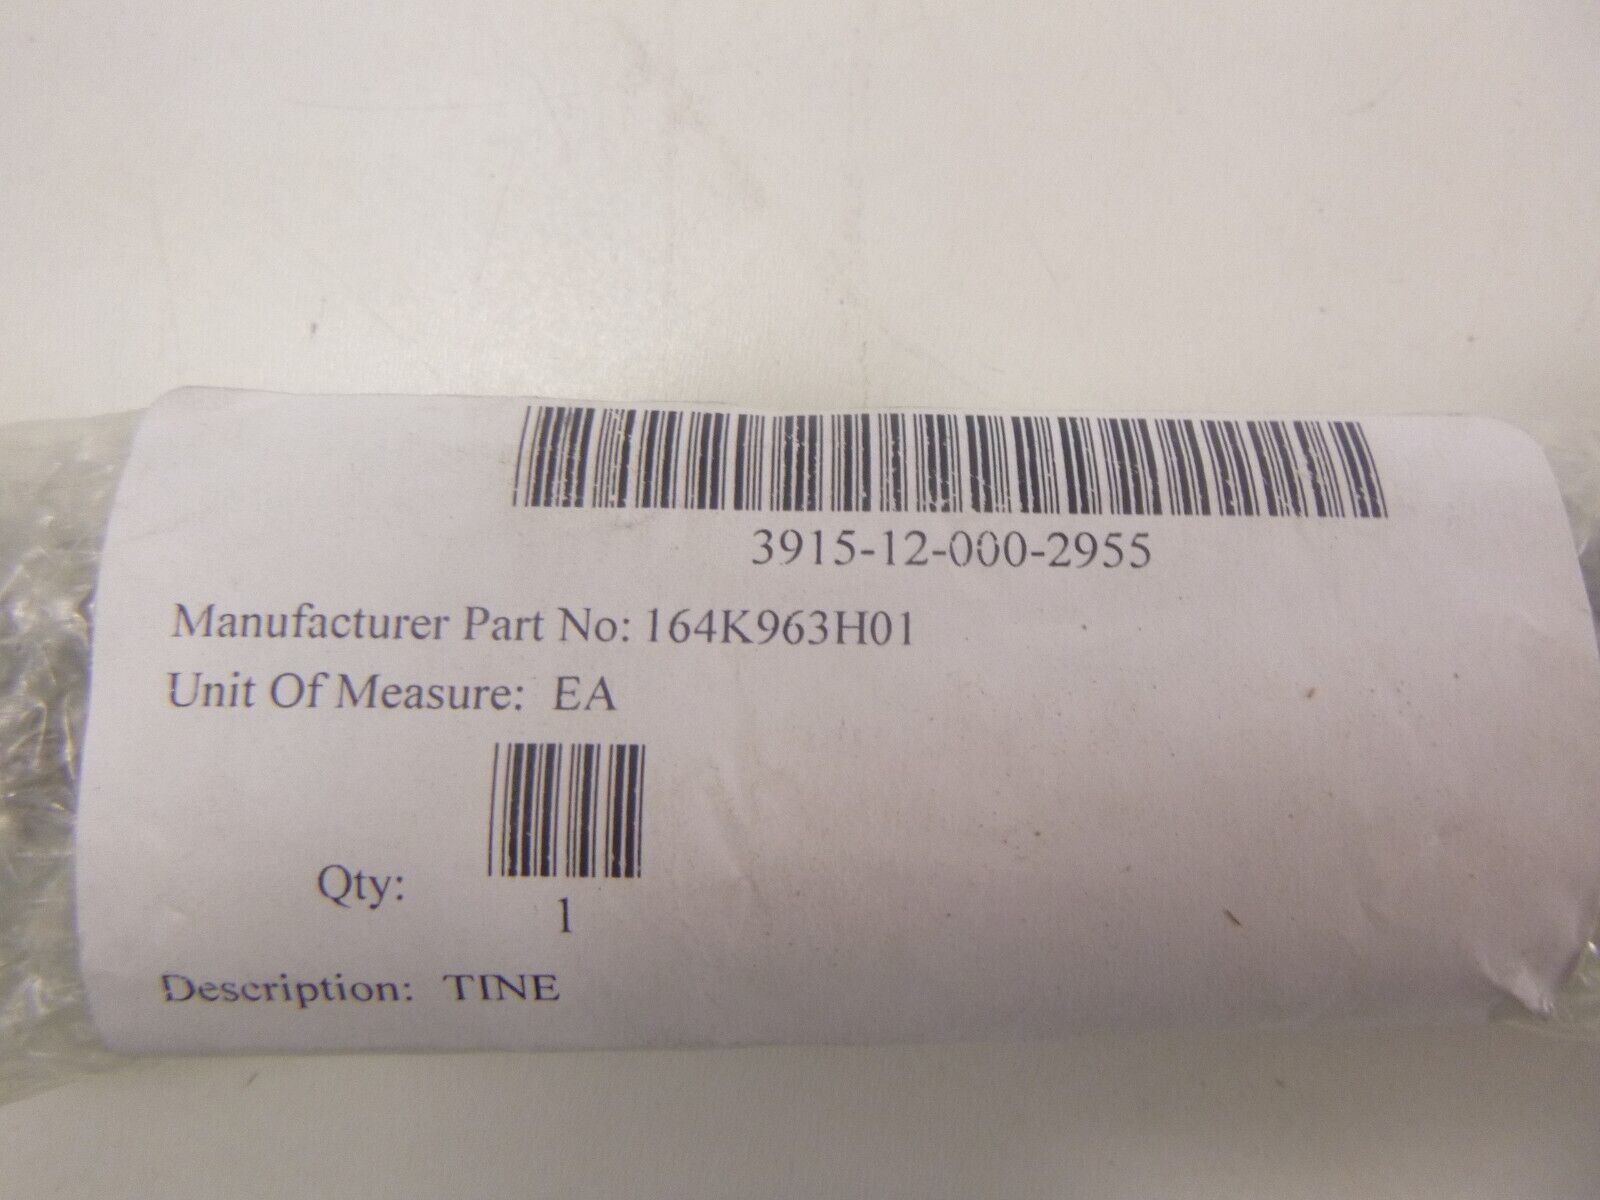 3915-12-000-2955
Manufacturer Part No: 164K963H01
Unit Of Measure: EA
Qty:
1
Description: TINE